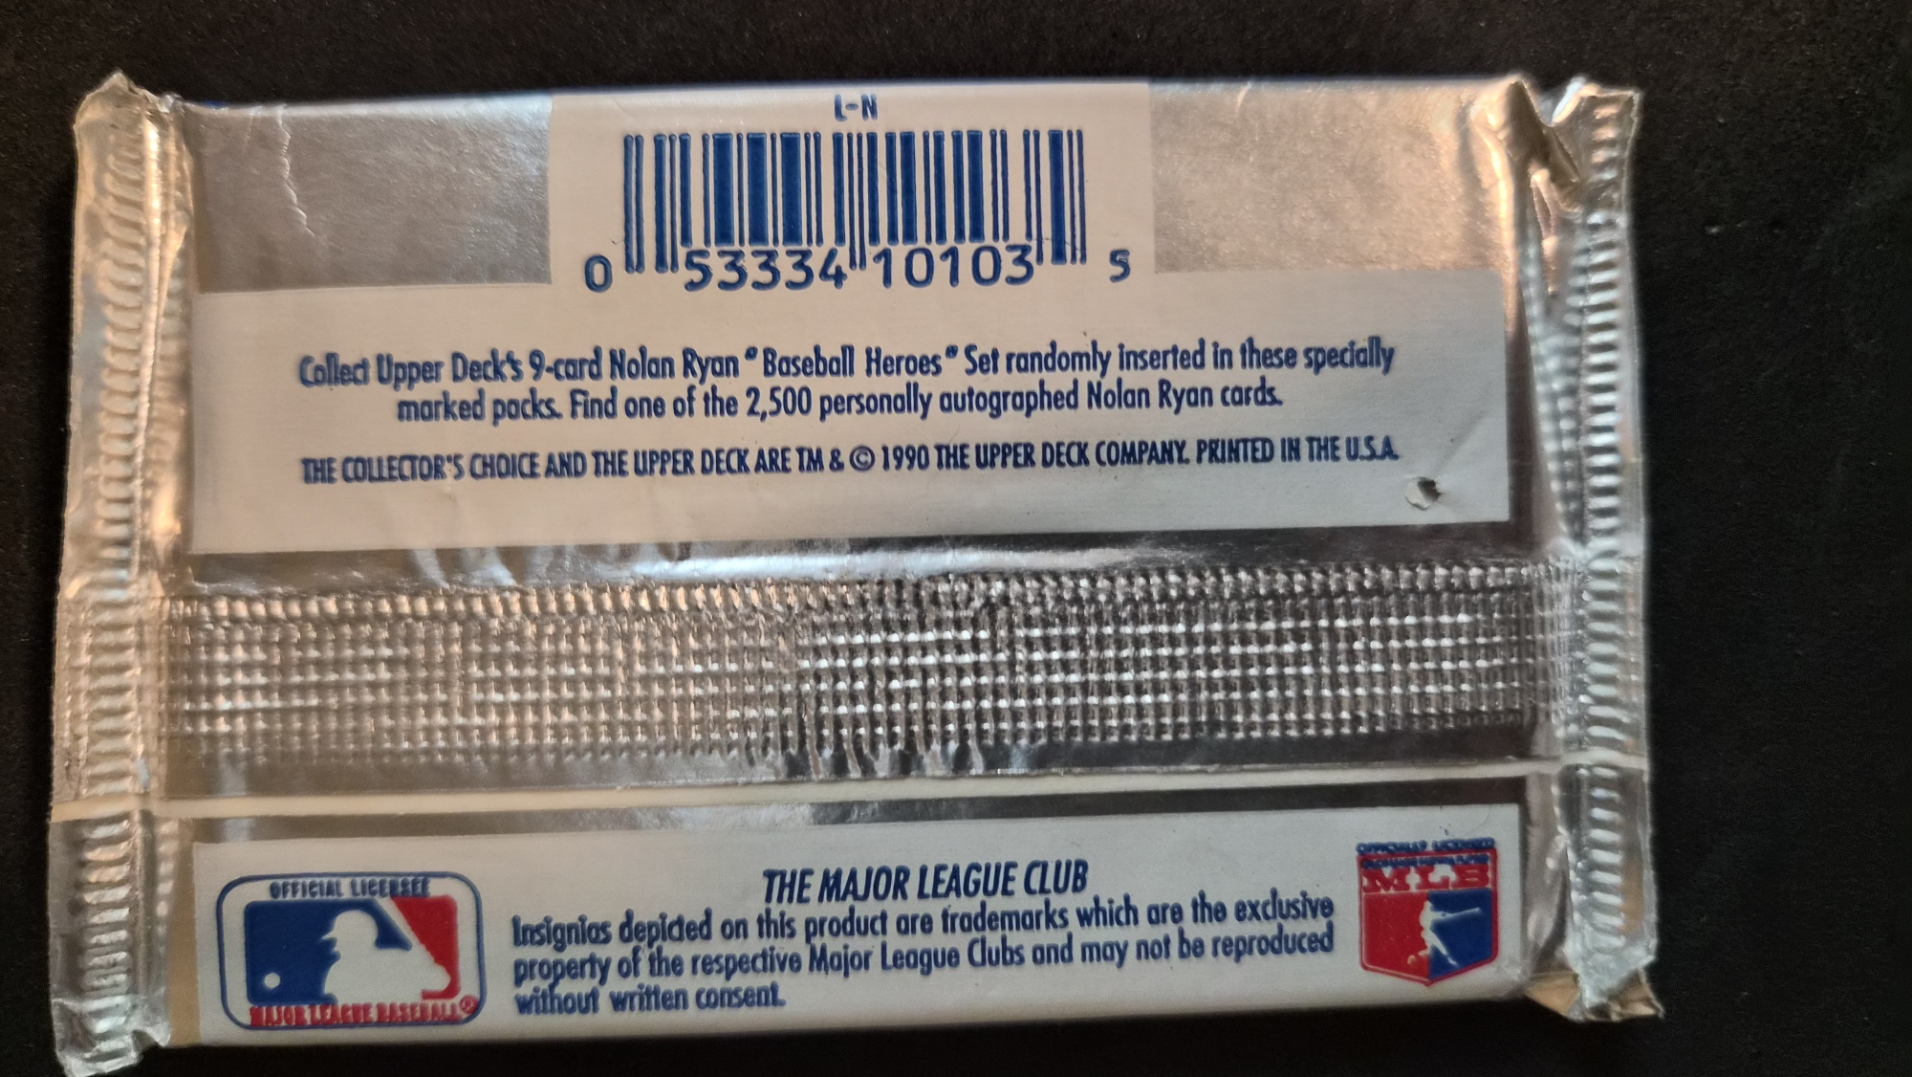 L-N
0 53334 10103 5
Collect Upper Deck's 9-card Nolan Ryan "Baseball Heroes" Set randomly inserted in these specially
marked packs. Find one of the 2,500 personally autographed Nolan Ryan cards.
THE COLLECTOR'S CHOICE AND THE UPPER DECK ARE TM & © 1990 THE UPPER DECK COMPANY. PRINTED IN THE U.S.A.
OFFICIAL LICENSEE
MAJOR LEAGUE BASEBALL®
THE MAJOR LEAGUE CLUB
Insignias depicted on this product are trademarks which are the exclusive
property of the respective Major League Clubs and may not be reproduced
without written consent.
OFFICIALLY LICENSED
MLB